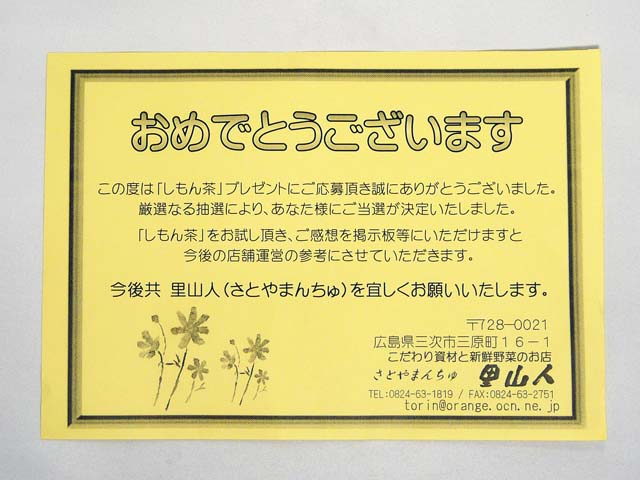 おめでとうございます
この度は「しもん茶」プレゼントにご応募頂き誠にありがとうございました。
厳選なる抽選により、あなた様にご当選が決定いたしました。
「しもん茶」をお試し頂き、ご感想を掲示板等にいただけますと
今後の店舗運営の参考にさせていただきます。
今後共 里山人(さとやまんちゅ)を宜しくお願いいたします。
〒728-0021
広島県三次市三原町16-1
こだわり資材と新鮮野菜のお店
さとやまんちゅ 里山人
TEL:0824-63-1819 / FAX:0824-63-2751
torin@orange.ocn.ne.jp